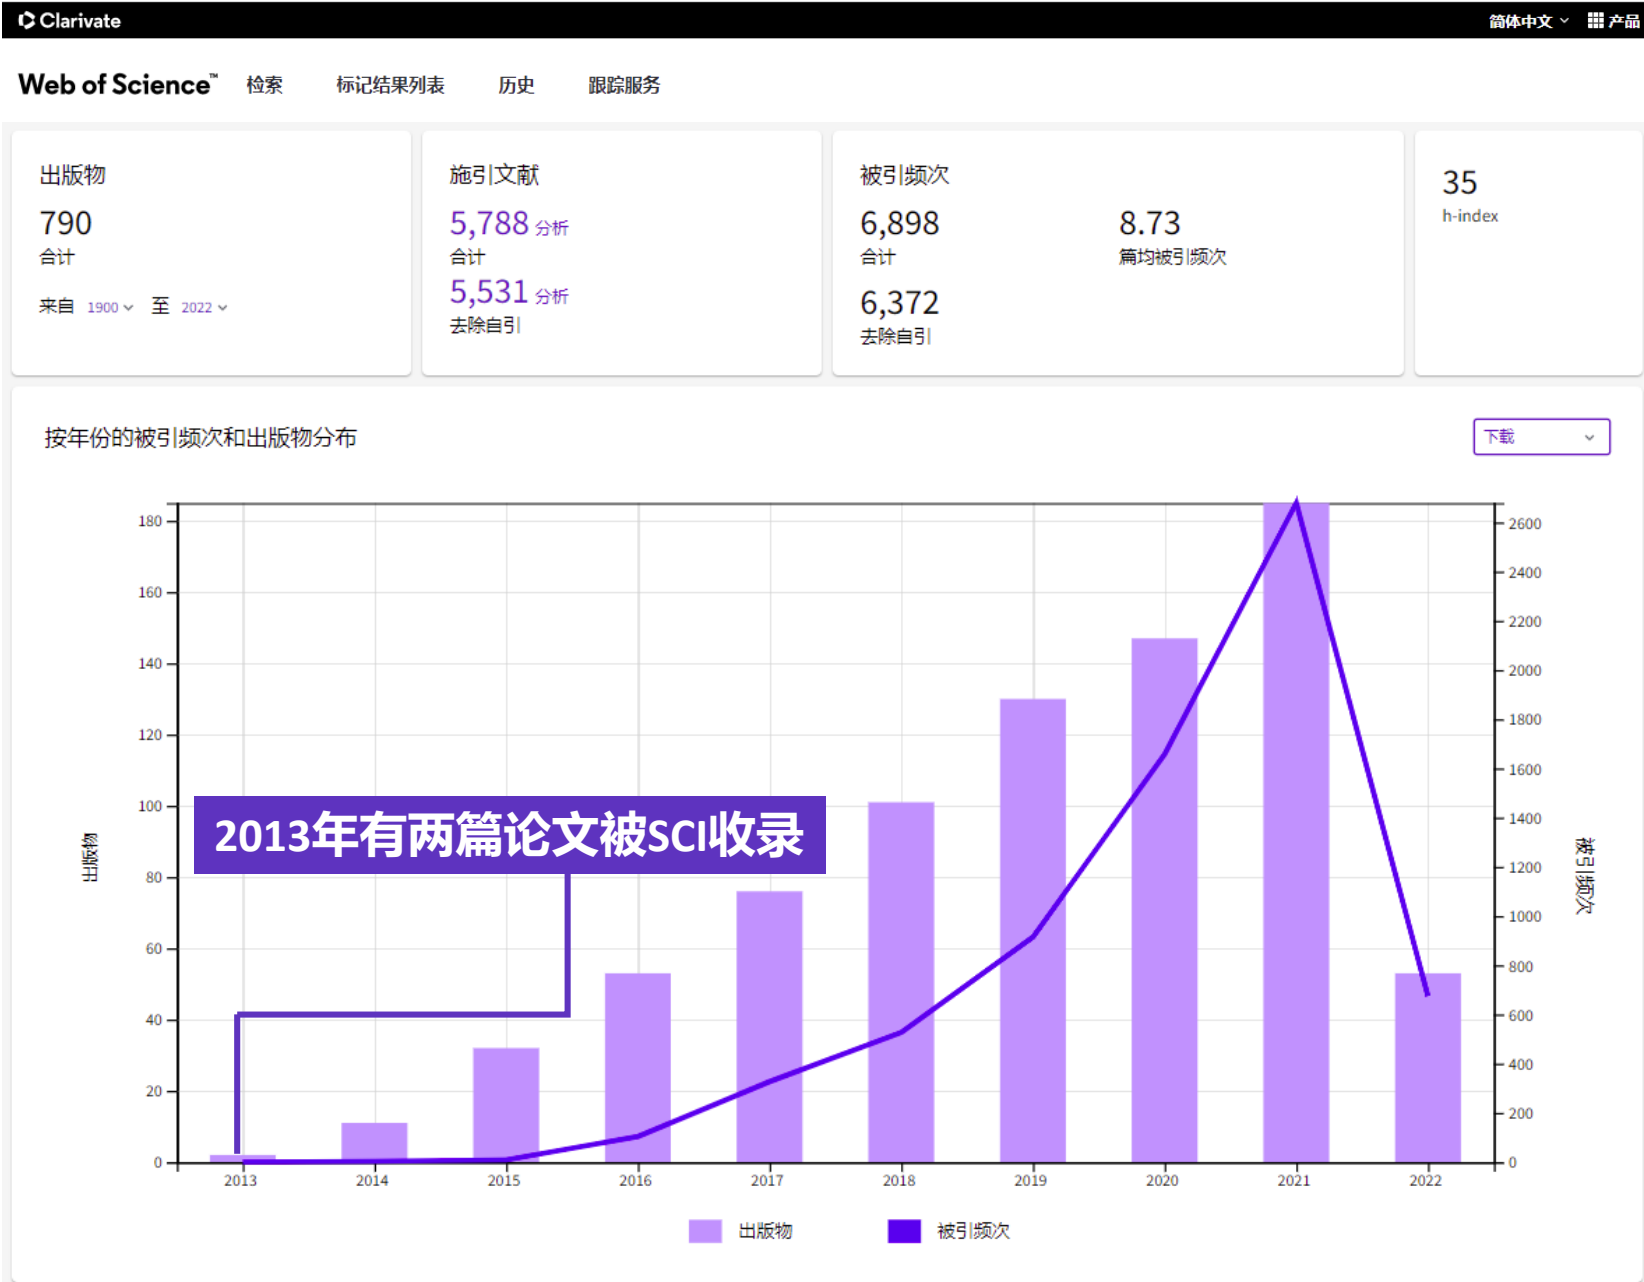 Clarivate
简体中文 产品
Web of Science™ 检索 标记结果列表 历史 跟踪服务
出版物
790
合计
来自 1900 至 2022
施引文献
5,788 分析
合计
5,531 分析
去除自引
被引频次
6,898
合计
6,372
去除自引
8.73
篇均被引频次
35
h-index
按年份的被引频次和出版物分布
下载
出版物
180
160
140
120
100
80
60
40
20
0
2013年有两篇论文被SCI收录
2600
2400
2200
2000
1800
1600
1400
1200
1000
800
600
400
200
0
被引频次
2013 2014 2015 2016 2017 2018 2019 2020 2021 2022
出版物 被引频次